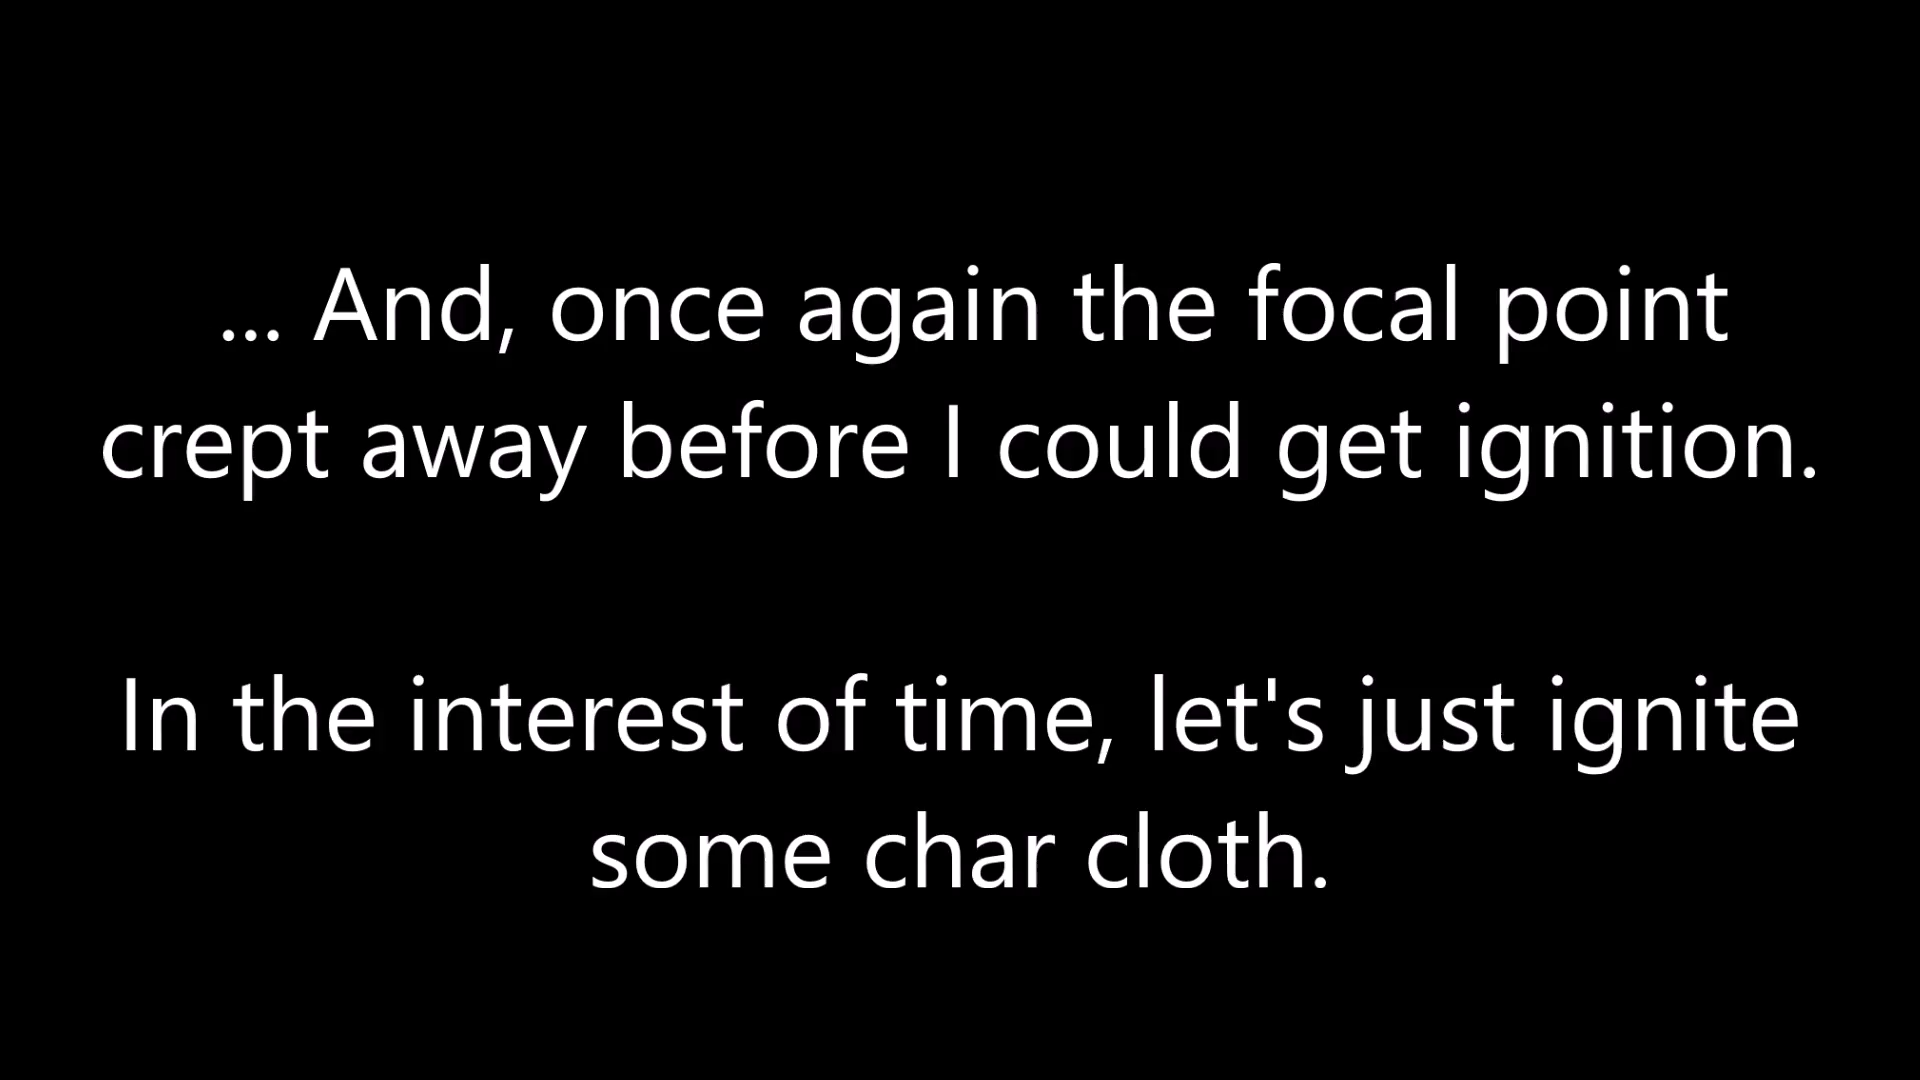 ... And, once again the focal point
crept away before I could get ignition.
In the interest of time, let's just ignite
some char cloth.